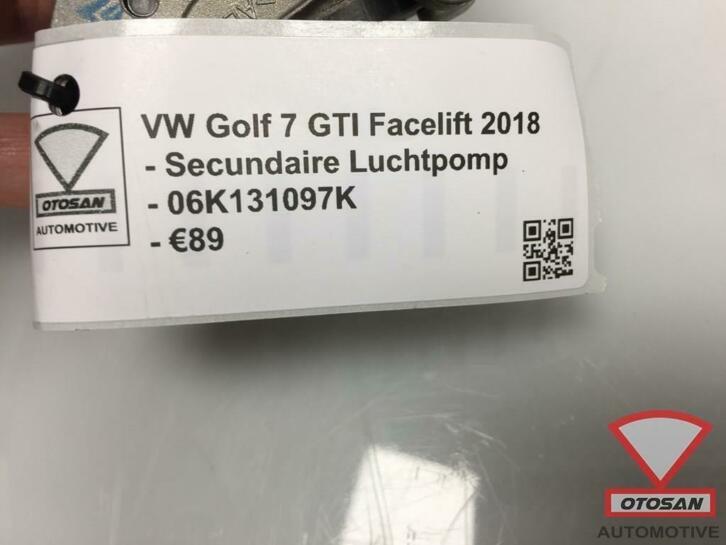 VW Golf 7 GTI Facelift 2018
- Secundaire Luchtpomp
- 06K131097K
- €89
OTOSAN
AUTOMOTIVE
OTOSAN
AUTOMOTIVE